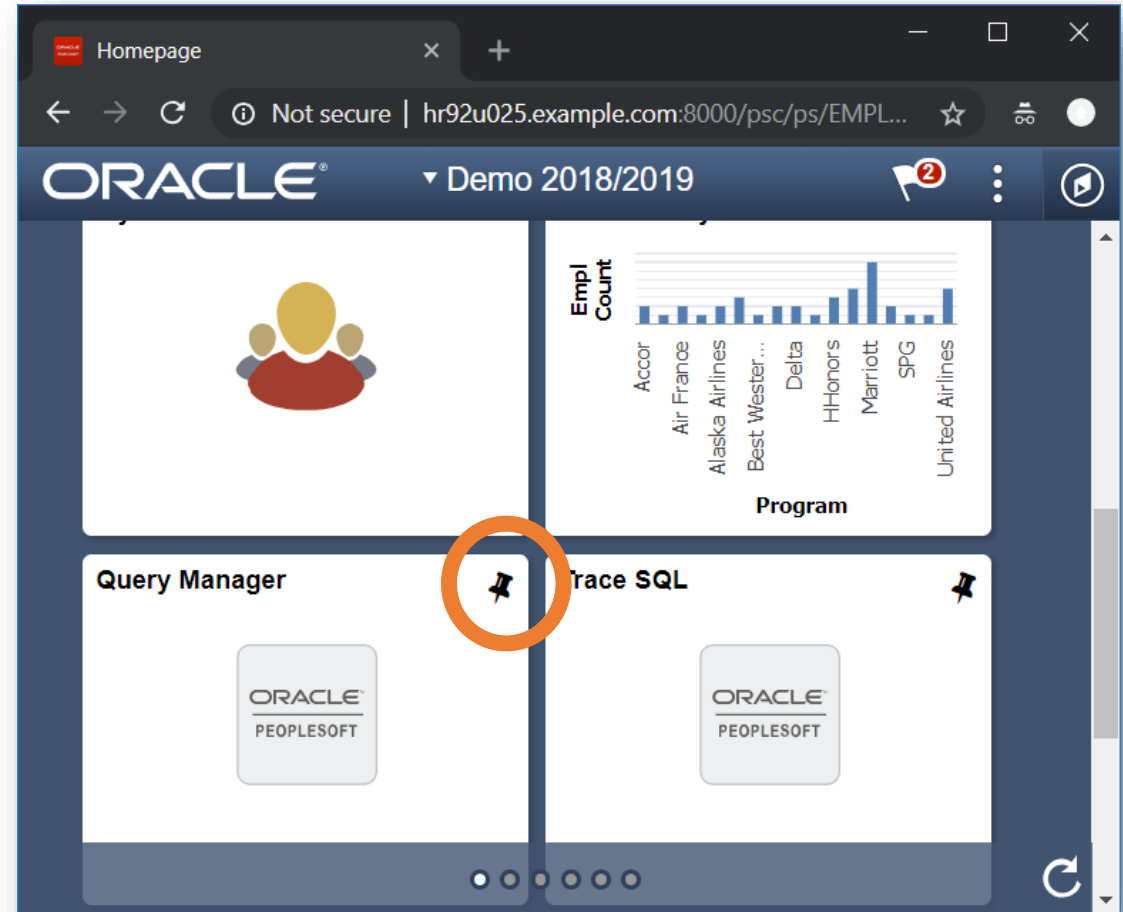 Homepage
Not secure | hr92u025.example.com:8000/psc/ps/EMPL...
ORACLE®
Demo 2018/2019
2
Empl
Count
Accor
Air France
Alaska Airlines
Best Wester...
Delta
HHonors
Marriott
SPG
United Airlines
Program
Query Manager
Trace SQL
ORACLE
PEOPLESOFT
ORACLE
PEOPLESOFT